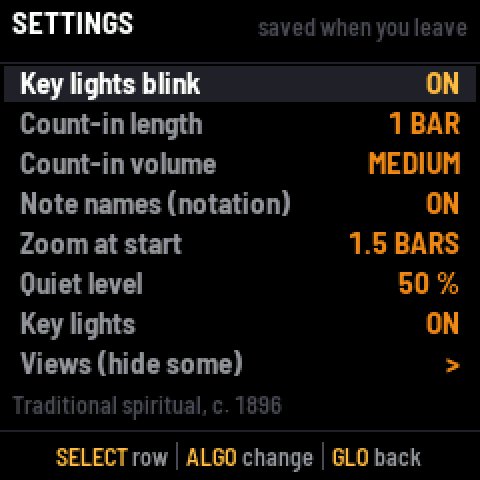 SETTINGS saved when you leave
Key lights blink ON
Count-in length 1 BAR
Count-in volume MEDIUM
Note names (notation) ON
Zoom at start 1.5 BARS
Quiet level 50 %
Key lights ON
Views (hide some) >
Traditional spiritual, c. 1896
SELECT row | ALGO change | GLO back